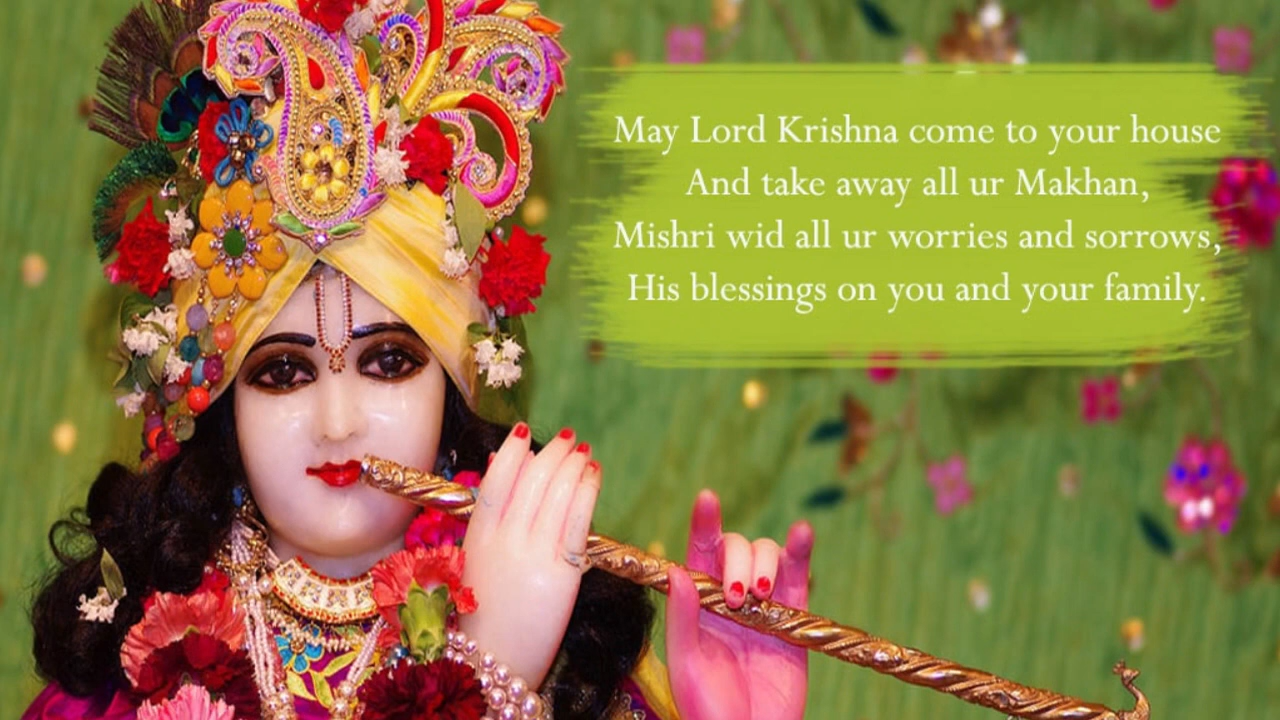 May Lord Krishna come to your house
And take away all ur Makhan,
Mishri wid all ur worries and sorrows,
His blessings on you and your family.